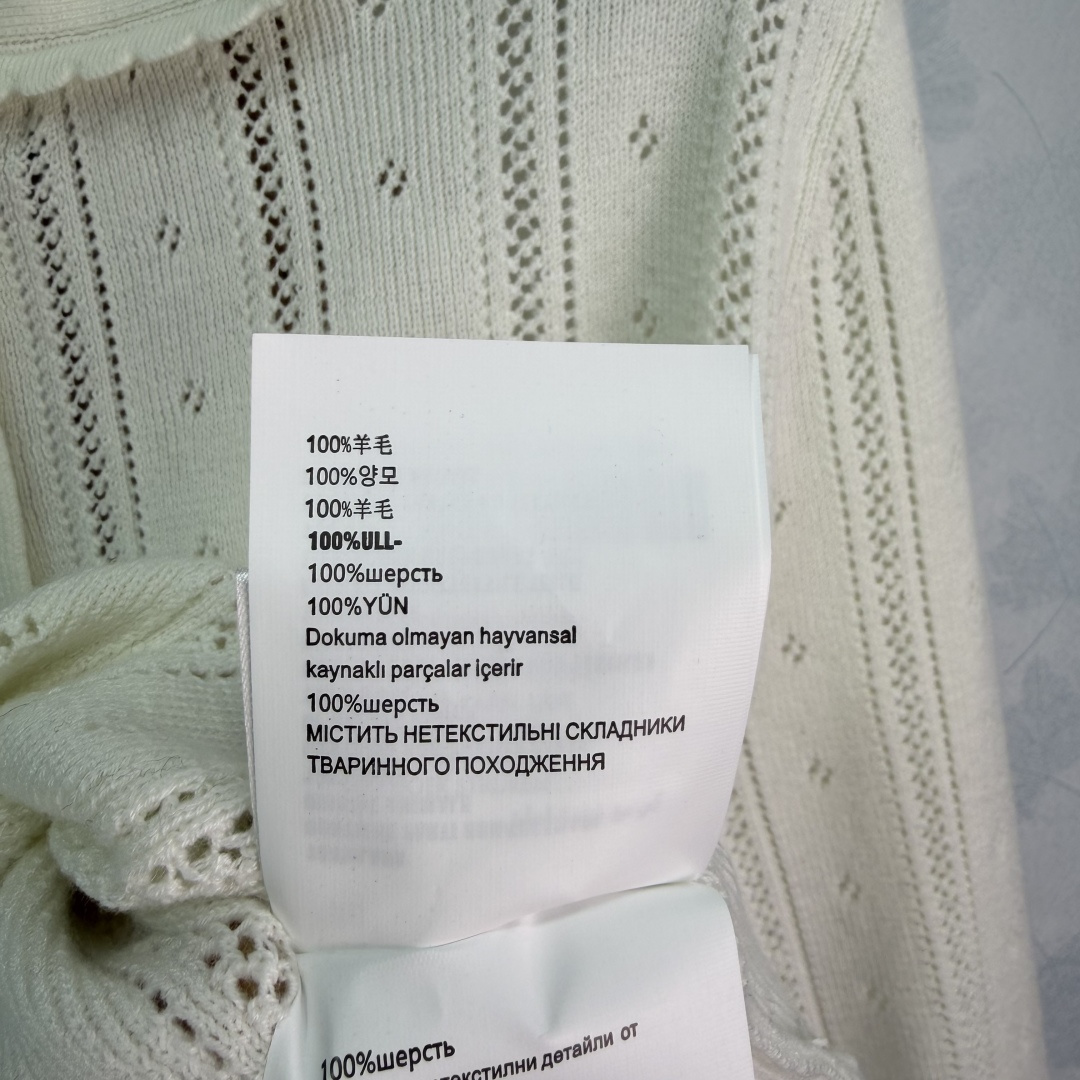 100%羊毛
100%양모
100%羊毛
100%ULL-
100%шерсть
100%YÜN
Dokuma olmayan hayvansal
kaynaklı parçalar içerir
100%шерсть
МІСТИТЬ НЕТЕКСТИЛЬНІ СКЛАДНИКИ
ТВАРИННОГО ПОХОДЖЕННЯ
100%шерсть
детайли от